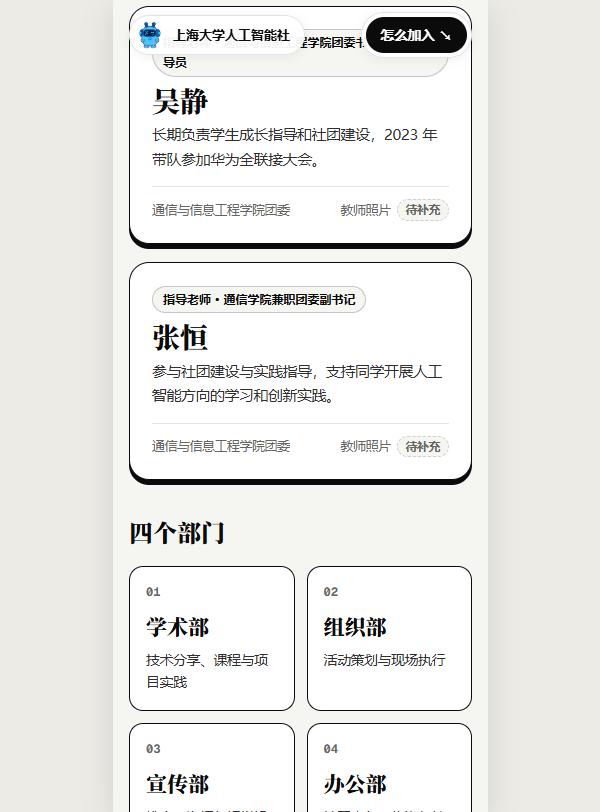 上海大学人工智能社
怎么加入 ↘
学院团委书
导员
吴静
长期负责学生成长指导和社团建设，2023 年
带队参加华为全联接大会。
通信与信息工程学院团委
教师照片 待补充
指导老师·通信学院兼职团委副书记
张恒
参与社团建设与实践指导，支持同学开展人工
智能方向的学习和创新实践。
通信与信息工程学院团委
教师照片 待补充
四个部门
01
学术部
技术分享、课程与项
目实践
02
组织部
活动策划与现场执行
03
宣传部
04
办公部